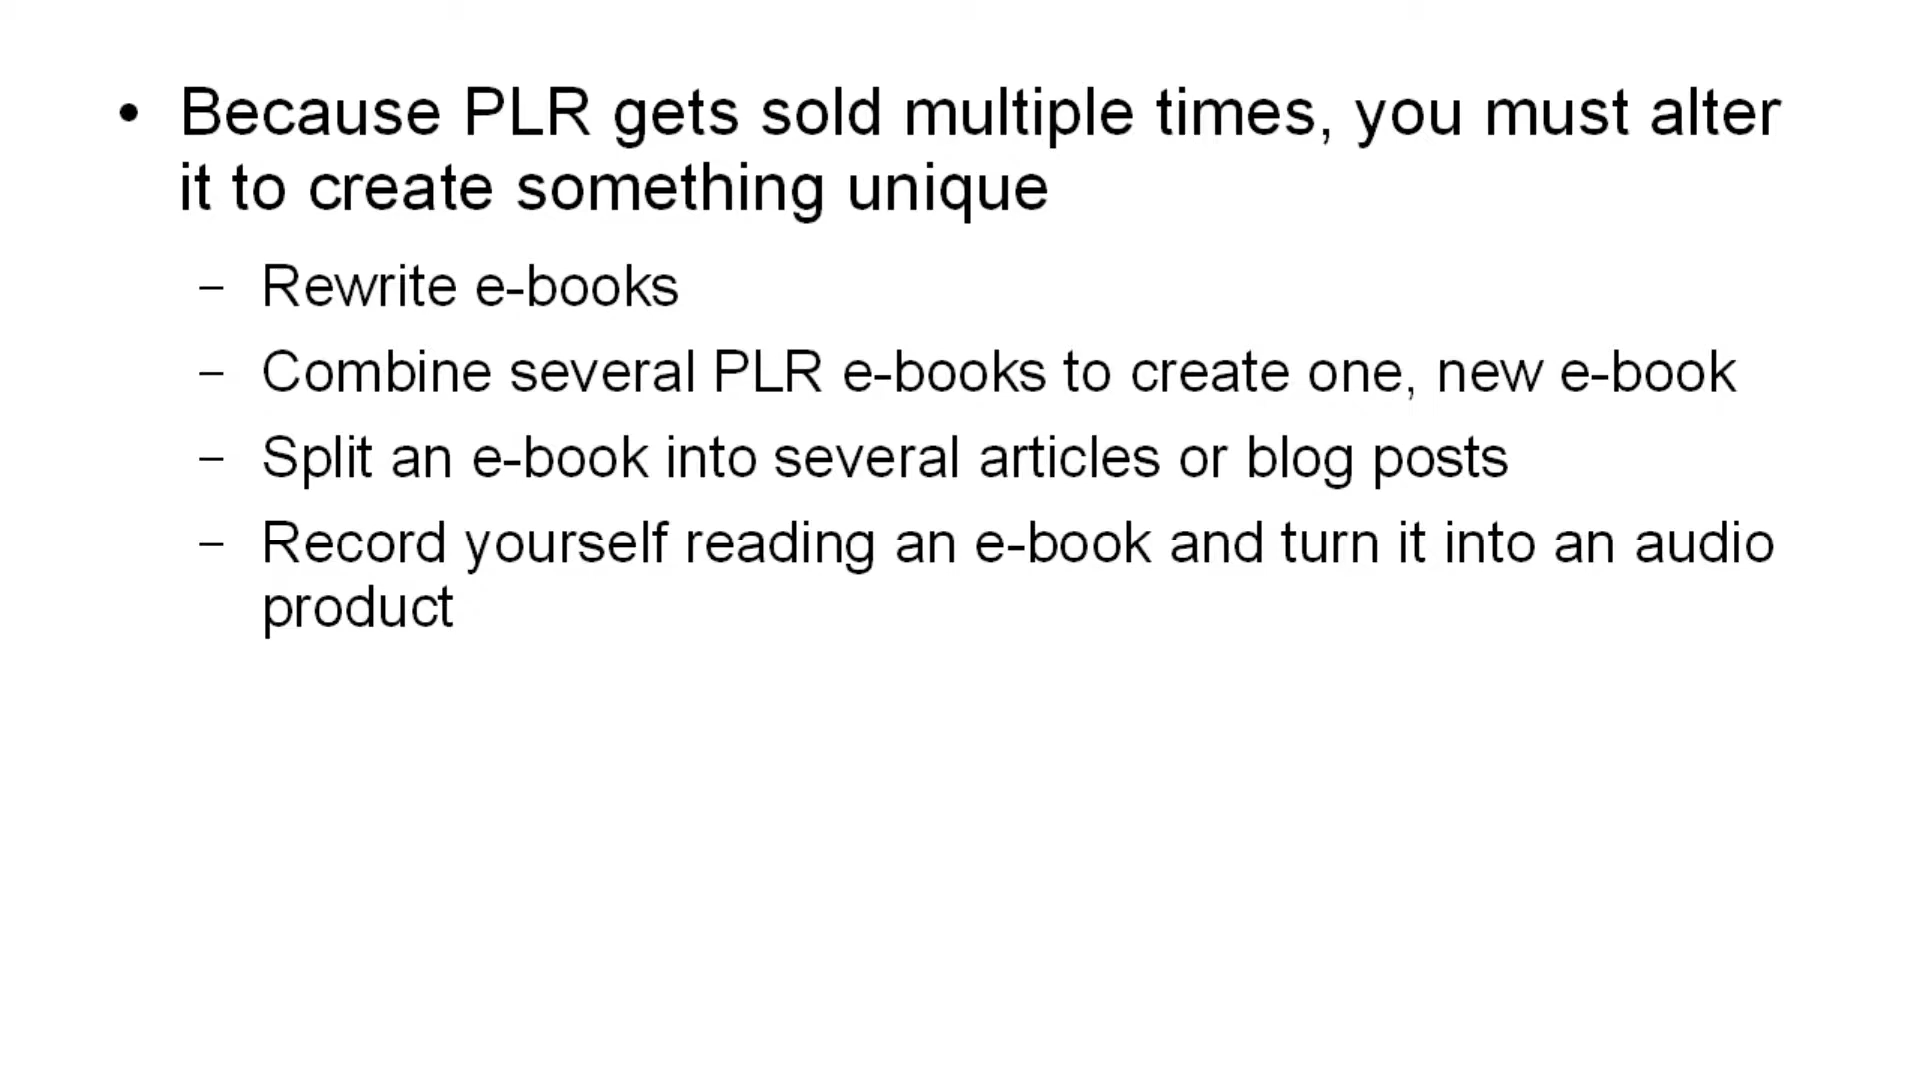 • Because PLR gets sold multiple times, you must alter
it to create something unique
– Rewrite e-books
– Combine several PLR e-books to create one, new e-book
– Split an e-book into several articles or blog posts
– Record yourself reading an e-book and turn it into an audio
product